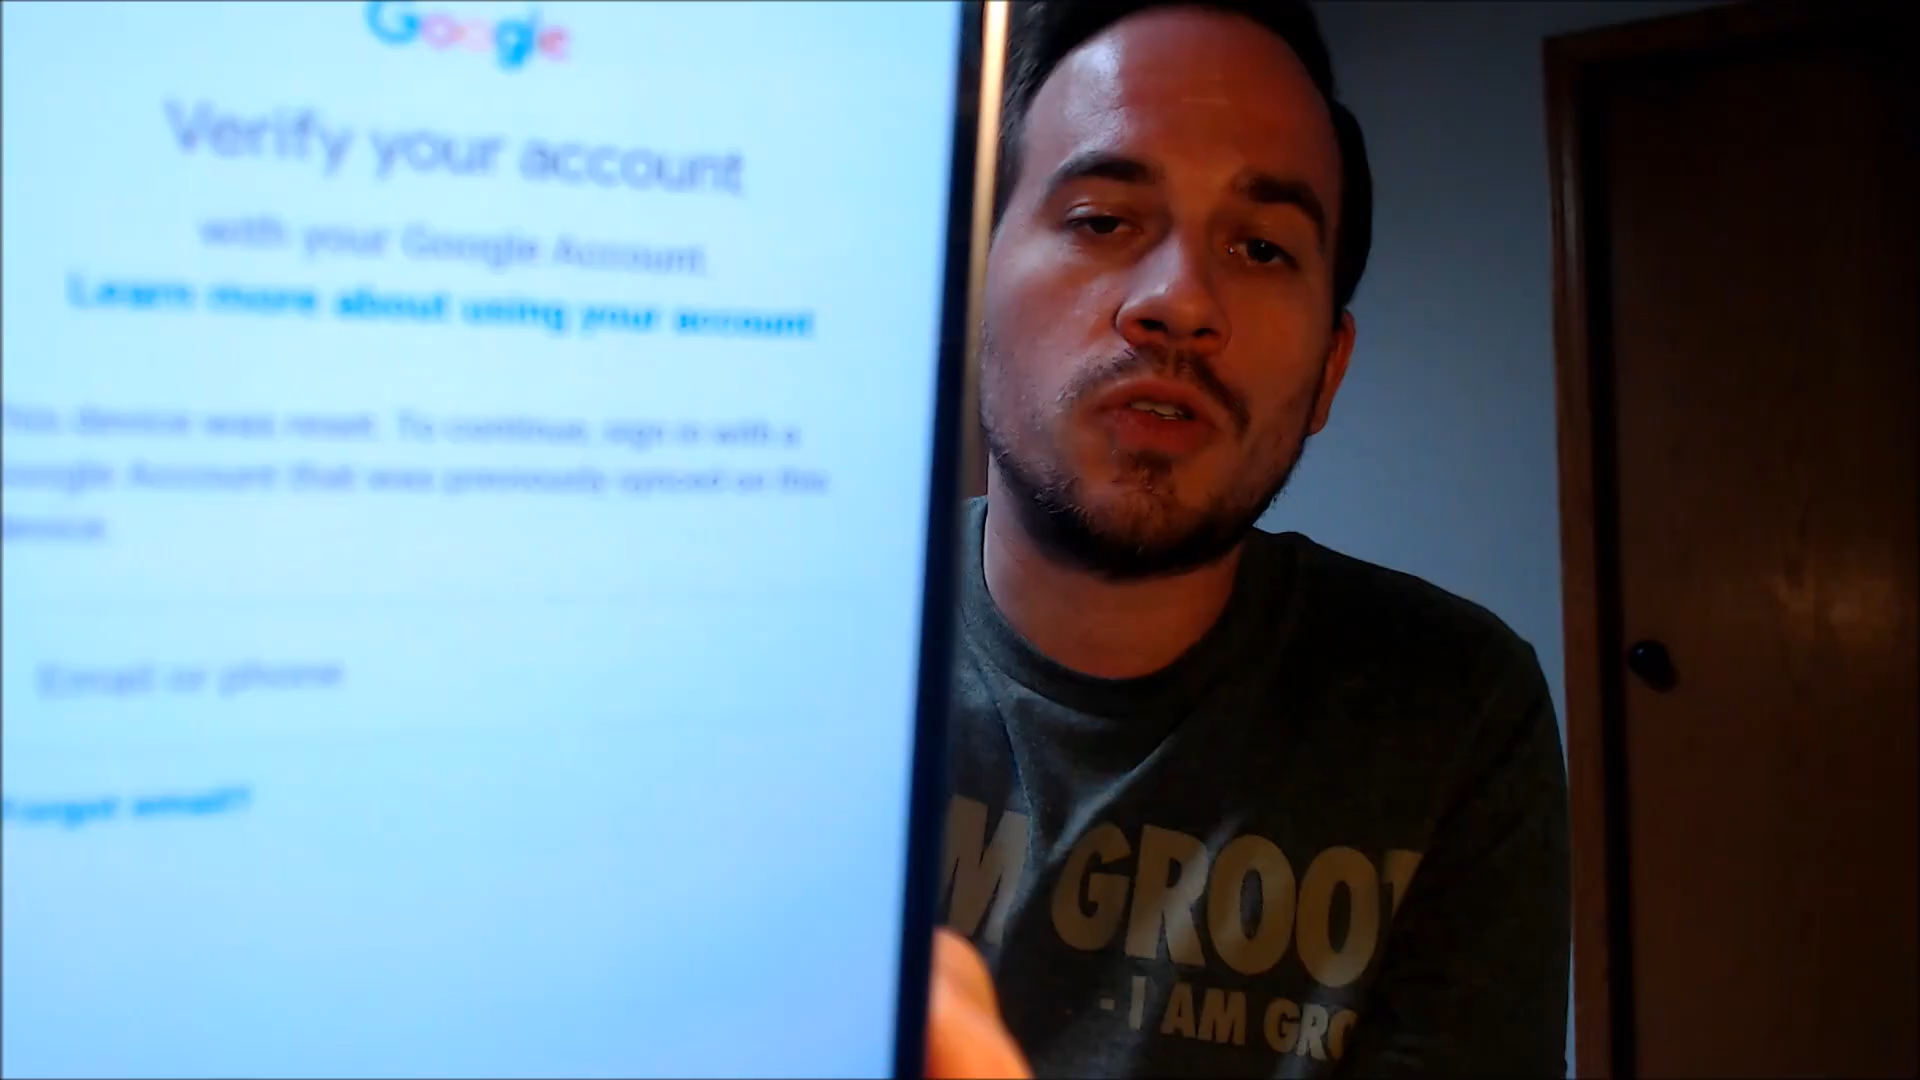 Google
Verify your account
with your Google Account.
Learn more about using your account
This device was reset. To continue, sign in with a
Google Account that was previously synced on this
device.
Email or phone
Forgot email?
M GROOT
- I AM GRO